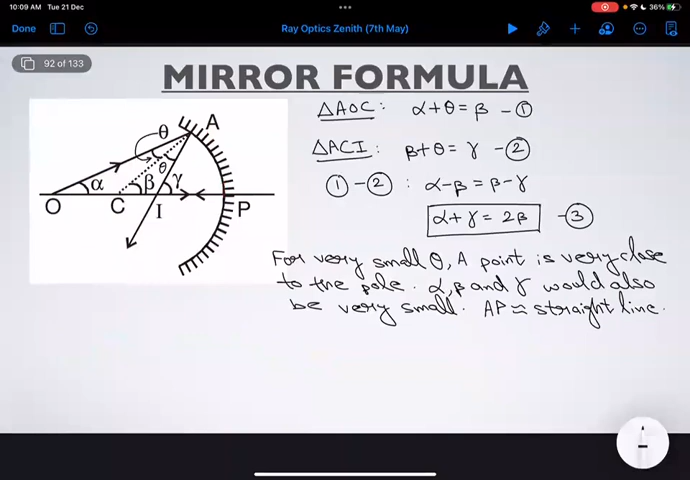 10:09 AM Tue 21 Dec
36%
Done
Ray Optics Zenith (7th May)
92 of 133
MIRROR FORMULA
△AOC: α+θ = β - ①
△ACI: β+θ = γ - ②
① - ② : α-β = β-γ
α+γ = 2β - ③
For very small θ, A point is very close
to the pole. α, β and γ would also
be very small. AP ≈ straight line.
A
θ
θ
α
β
γ
O
C
I
P